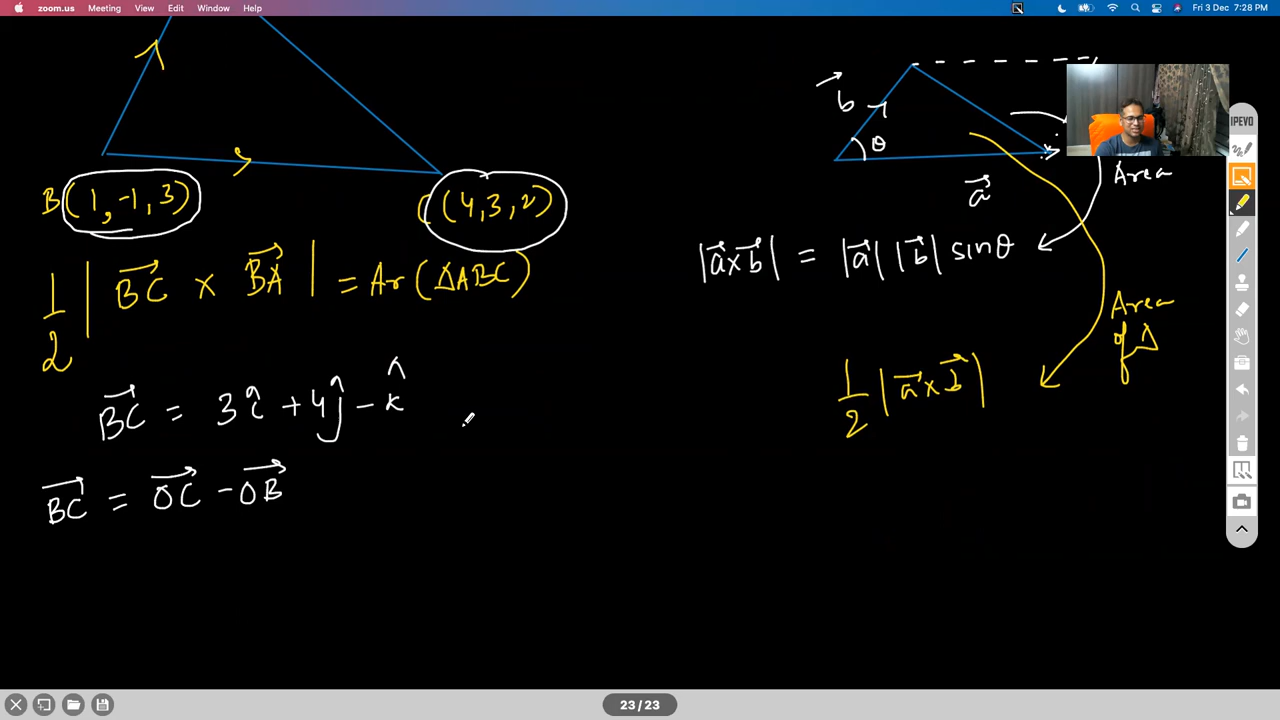 zoom.us Meeting View Edit Window Help Fri 3 Dec 7:28 PM
IPEVO
B (1, -1, 3)
C (4, 3, 2)
1/2 | BC⃗ × BA⃗ | = Ar (ΔABC)
BC⃗ = 3î + 4ĵ - k̂
BC⃗ = OC⃗ - OB⃗
b⃗
θ
a⃗
Area
|a⃗×b⃗| = |a⃗| |b⃗| sinθ
Area
of Δ
1/2 |a⃗×b⃗|
23/23